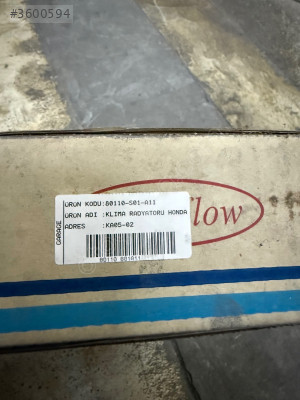 #3600594
ÜRÜN KODU:80110-S01-A11
ÜRÜN ADI :KLIMA RADYATORU HONDA
ADRES :KA05-02
GARAGE
low